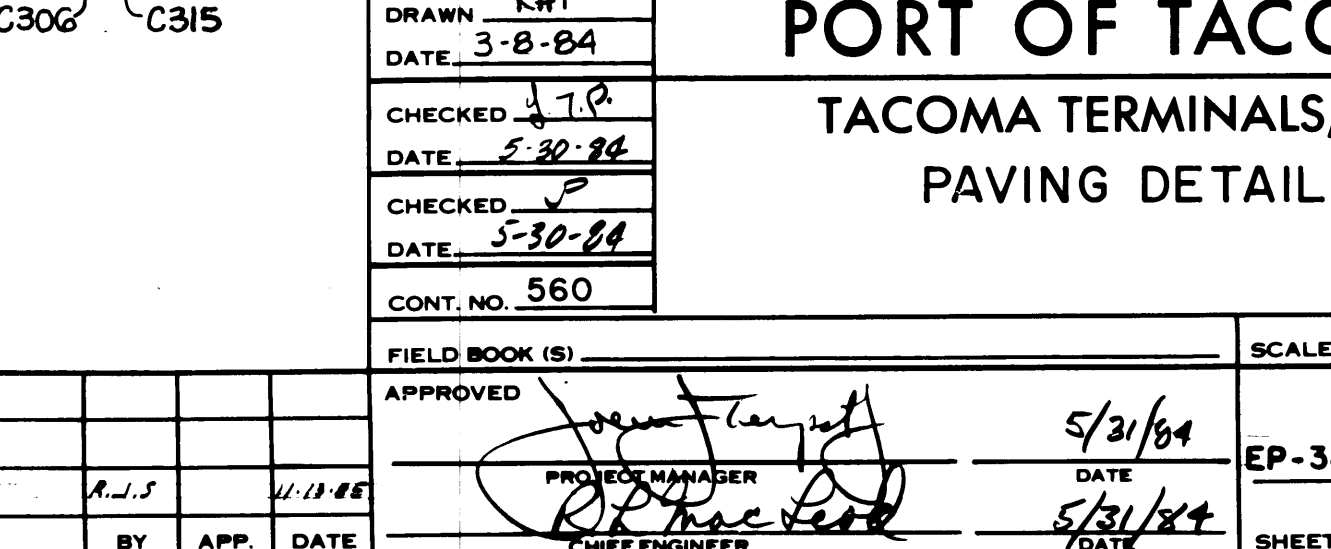 C306 C315
DRAWN
DATE 3-8-84
CHECKED J.T.P.
DATE 5-30-84
CHECKED
DATE 5-30-84
CONT. NO. 560
PORT OF TACO
TACOMA TERMINALS,
PAVING DETAIL
FIELD BOOK (S)
SCALE
APPROVED
5/31/84
PROJECT MANAGER DATE
EP-3
R L MacLeod 5/31/84
CHIEF ENGINEER DATE
SHEET
R.J.S
BY APP. DATE